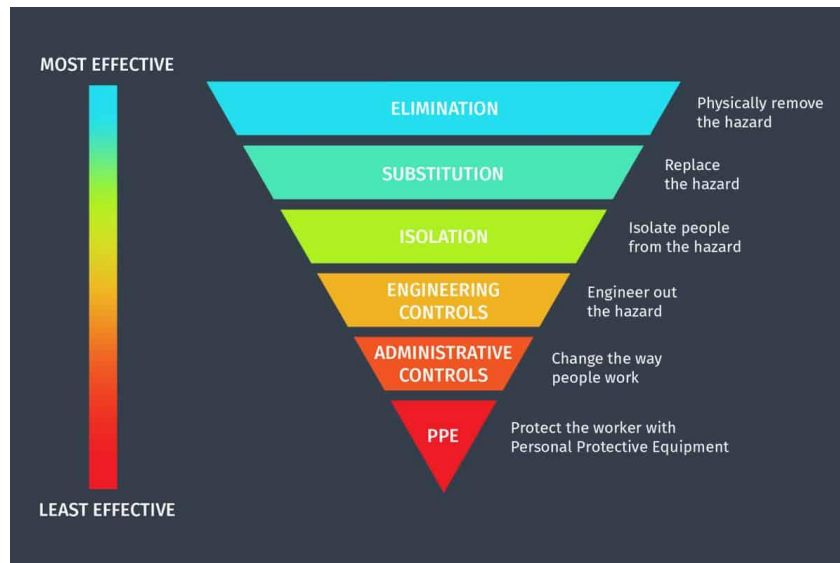 MOST EFFECTIVE
ELIMINATION
Physically remove
the hazard
SUBSTITUTION
Replace
the hazard
ISOLATION
Isolate people
from the hazard
ENGINEERING
CONTROLS
Engineer out
the hazard
ADMINISTRATIVE
CONTROLS
Change the way
people work
PPE
Protect the worker with
Personal Protective Equipment
LEAST EFFECTIVE